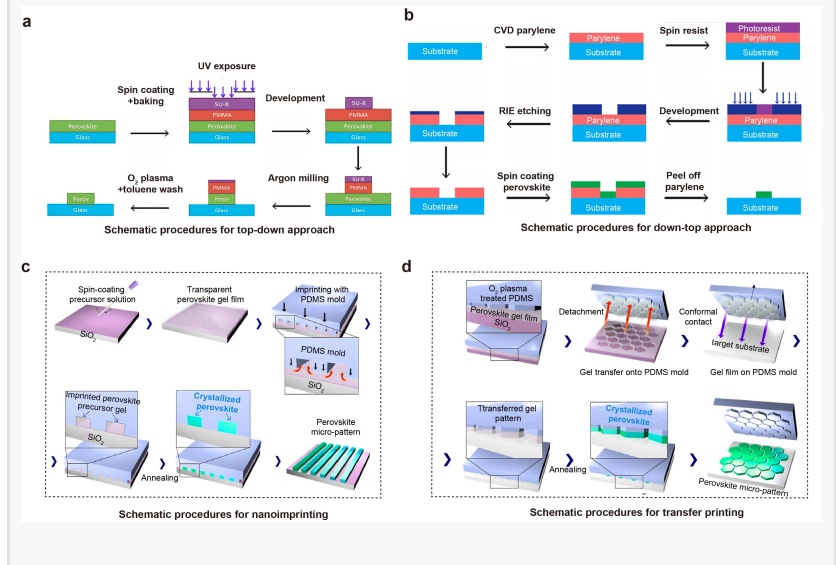 a
UV exposure
Spin coating
+baking
SU-8
PMMA
Perovskite
Glass
Perovskite
Glass
Development
SU-8
PMMA
Perovskite
Glass
O2 plasma
+toluene wash
Argon milling
Perov
Glass
PMMA
Perov
Glass
SU-8
PMMA
Perovskite
Glass
Schematic procedures for top-down approach
b
CVD parylene
Spin resist
Substrate
Parylene
Substrate
Photoresist
Parylene
Substrate
RIE etching
Development
Substrate
Parylene
Substrate
Parylene
Substrate
Spin coating
perovskite
Peel off
parylene
Substrate
Substrate
Substrate
Schematic procedures for down-top approach
c
Spin-coating
precursor solution
SiO2
Transparent
perovskite gel film
Imprinting with
PDMS mold
PDMS mold
SiO2
Imprinted perovskite
precursor gel
SiO2
Annealing
Crystallized
perovskite
Perovskite
micro-pattern
Schematic procedures for nanoimprinting
d
O2 plasma
treated PDMS
Perovskite gel film
SiO2
Detachment
Gel transfer onto PDMS mold
Conformal
contact
target substrate
Gel film on PDMS mold
Ttransferred gel
pattern
Annealing
Crystallized
perovskite
Perovskite micro-pattern
Schematic procedures for transfer printing